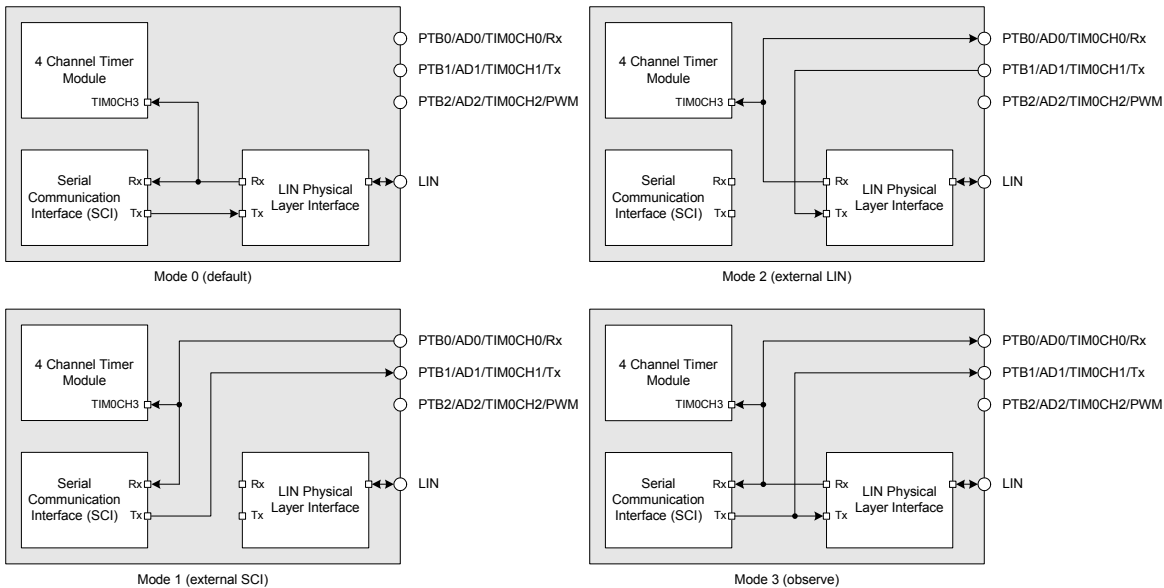 4 Channel Timer
Module
TIM0CH3
Serial
Communication
Interface (SCI)
Rx
Tx
Rx
Tx
LIN Physical
Layer Interface
PTB0/AD0/TIM0CH0/Rx
PTB1/AD1/TIM0CH1/Tx
PTB2/AD2/TIM0CH2/PWM
LIN
Mode 0 (default)
4 Channel Timer
Module
TIM0CH3
Serial
Communication
Interface (SCI)
Rx
Tx
Rx
Tx
LIN Physical
Layer Interface
PTB0/AD0/TIM0CH0/Rx
PTB1/AD1/TIM0CH1/Tx
PTB2/AD2/TIM0CH2/PWM
LIN
Mode 2 (external LIN)
4 Channel Timer
Module
TIM0CH3
Serial
Communication
Interface (SCI)
Rx
Tx
Rx
Tx
LIN Physical
Layer Interface
PTB0/AD0/TIM0CH0/Rx
PTB1/AD1/TIM0CH1/Tx
PTB2/AD2/TIM0CH2/PWM
LIN
Mode 1 (external SCI)
4 Channel Timer
Module
TIM0CH3
Serial
Communication
Interface (SCI)
Rx
Tx
Rx
Tx
LIN Physical
Layer Interface
PTB0/AD0/TIM0CH0/Rx
PTB1/AD1/TIM0CH1/Tx
PTB2/AD2/TIM0CH2/PWM
LIN
Mode 3 (observe)